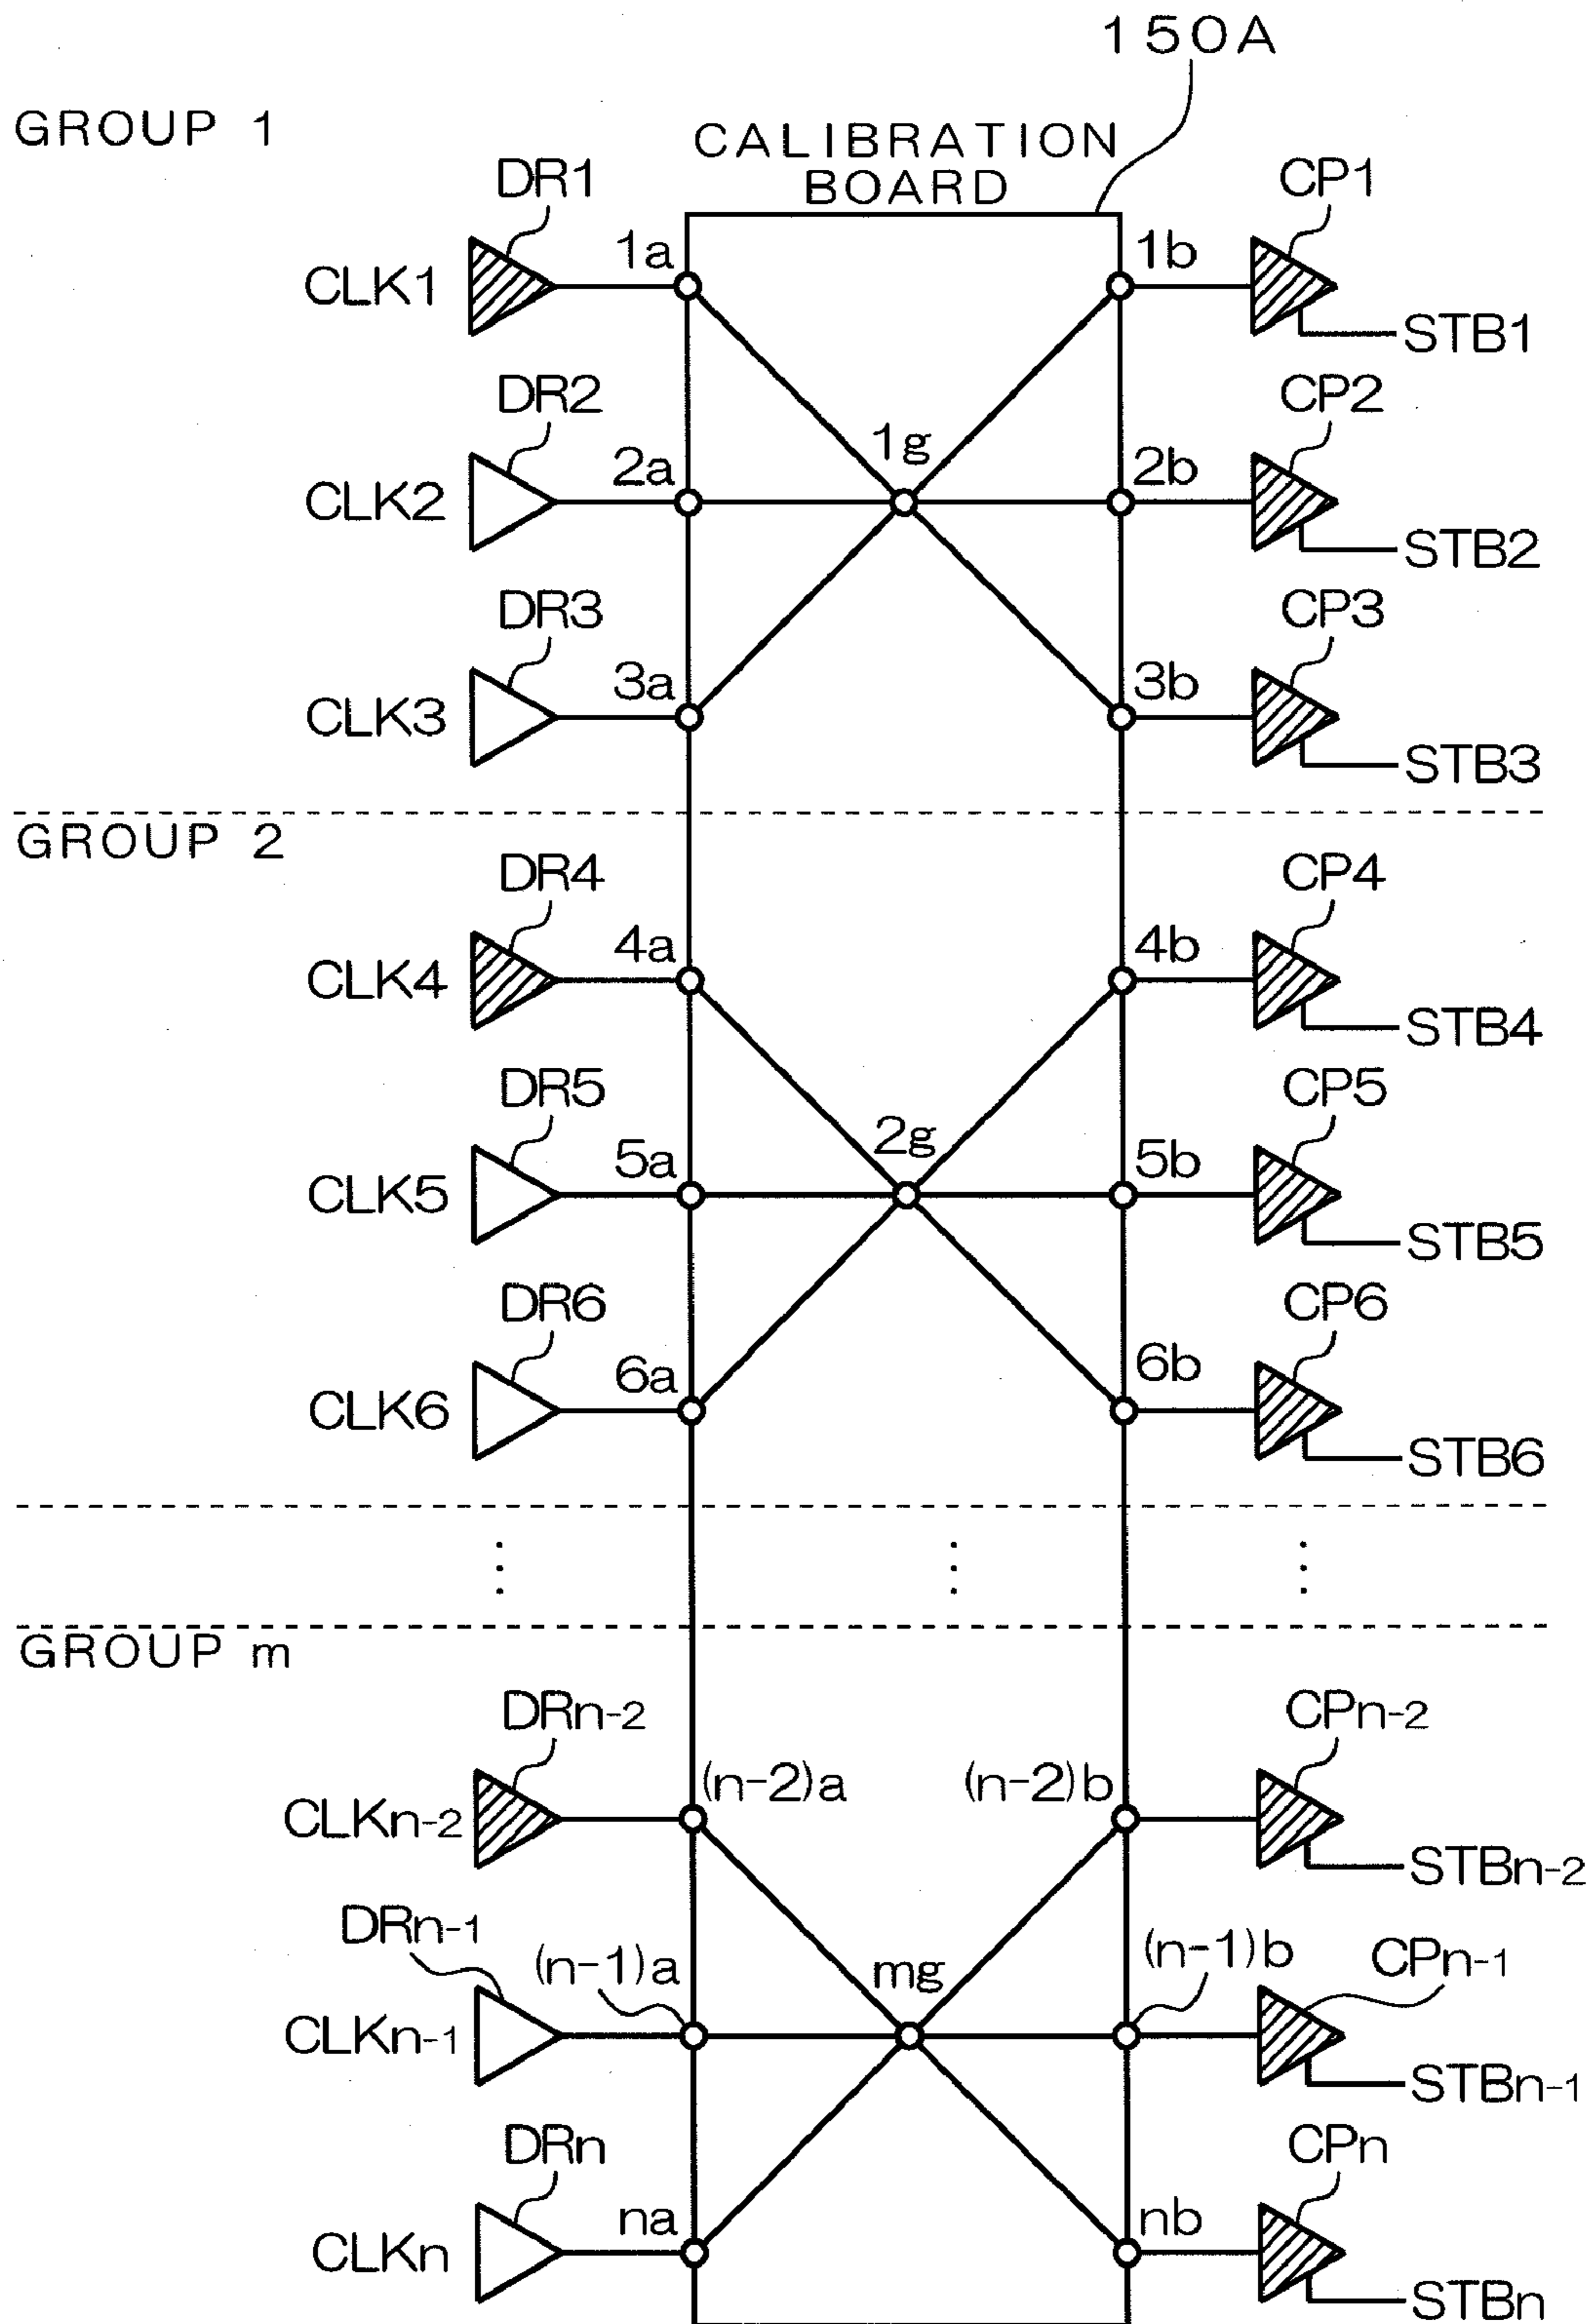 150A
GROUP 1
CALIBRATION
BOARD
DR1
CP1
1a
1b
CLK1
STB1
DR2
CP2
1g
2a
2b
CLK2
STB2
DR3
CP3
3a
3b
CLK3
STB3
GROUP 2
DR4
CP4
4a
4b
CLK4
STB4
DR5
CP5
2g
5a
5b
CLK5
STB5
DR6
CP6
6a
6b
CLK6
STB6
GROUP m
DRn-2
CPn-2
(n-2)a
(n-2)b
CLKn-2
STBn-2
DRn-1
(n-1)a
mg
(n-1)b
CPn-1
CLKn-1
STBn-1
DRn
CPn
na
nb
CLKn
STBn